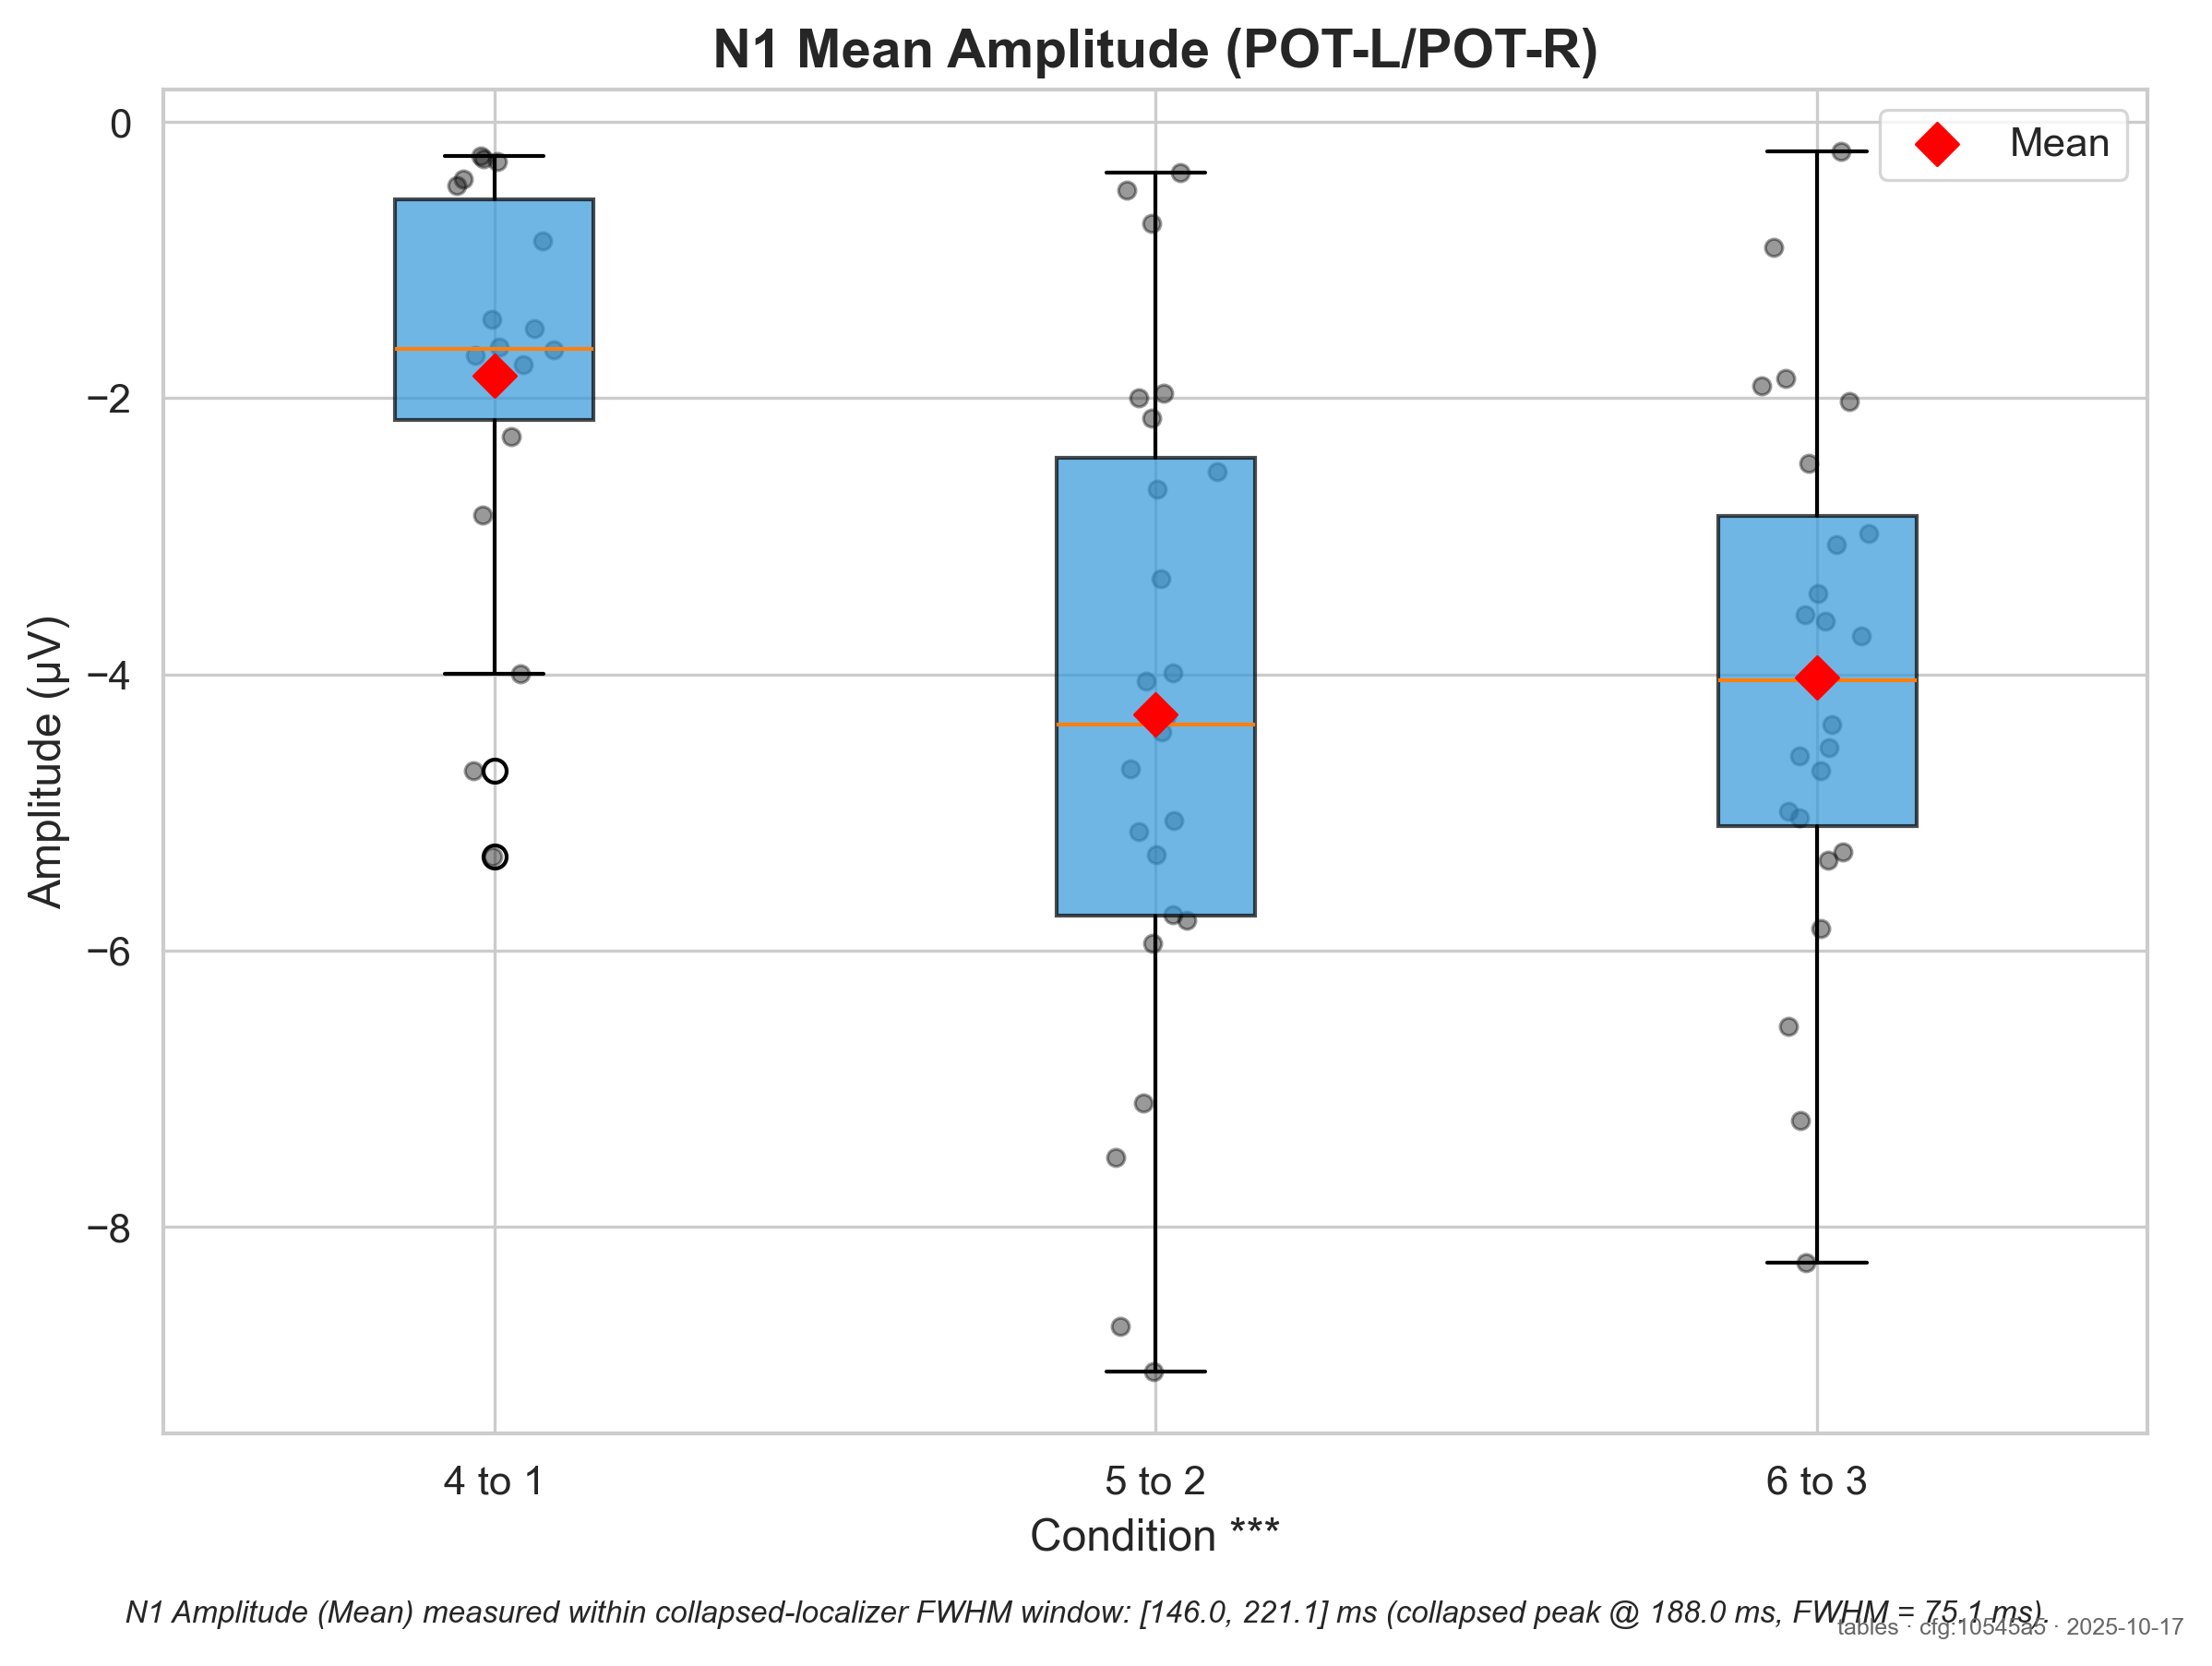 N1 Mean Amplitude (POT-L/POT-R)
Mean
0
−2
−4
−6
−8
Amplitude (μV)
4 to 1
5 to 2
6 to 3
Condition ***
N1 Amplitude (Mean) measured within collapsed-localizer FWHM window: [146.0, 221.1] ms (collapsed peak @ 188.0 ms, FWHM = 75.1 ms).
tables · cfg:10545a5 · 2025-10-17